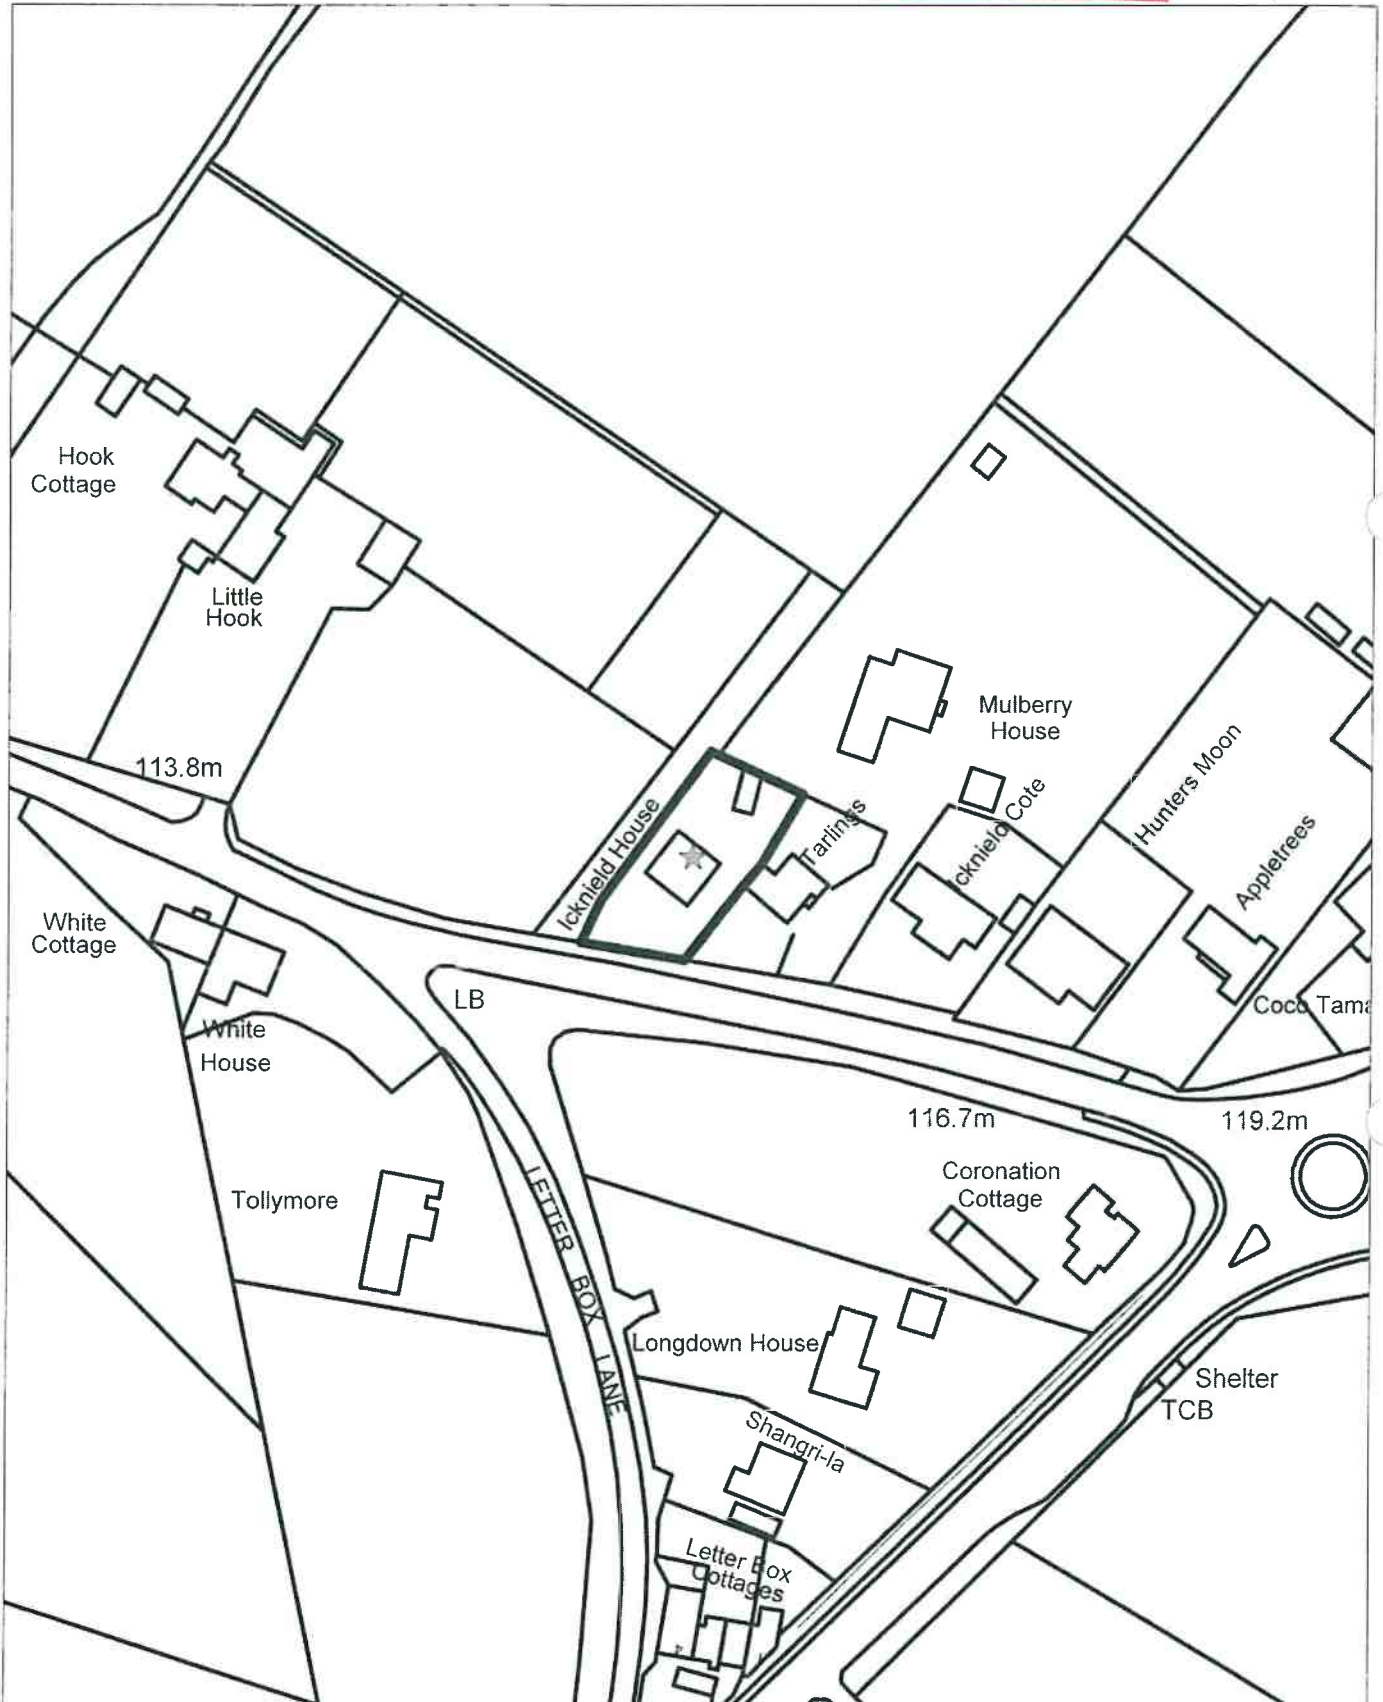 Hook
Cottage
Little
Hook
Mulberry
House
Hunters Moon
113.8m
Icknield House
Tarlings
Icknield Cote
Appletrees
White
Cottage
LB
White
House
Coco
116.7m
119.2m
Tollymore
LETTER BOX LANE
Coronation
Cottage
Longdown House
Shelter
TCB
Shangri-la
Letter Box
Cottages